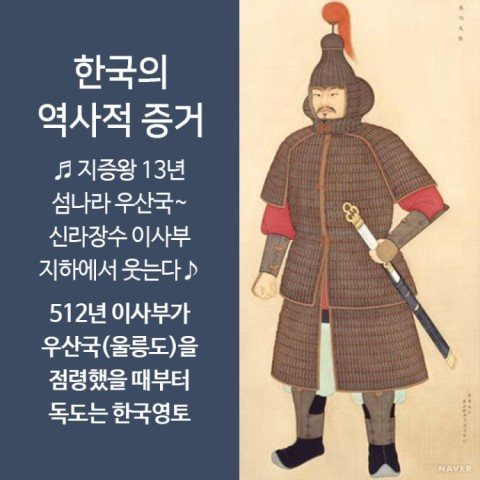 한국의
역사적 증거
♬ 지증왕 13년
섬나라 우산국~
신라장수 이사부
지하에서 웃는다♪
512년 이사부가
우산국(울릉도)을
점령했을 때부터
독도는 한국영토
NAVER